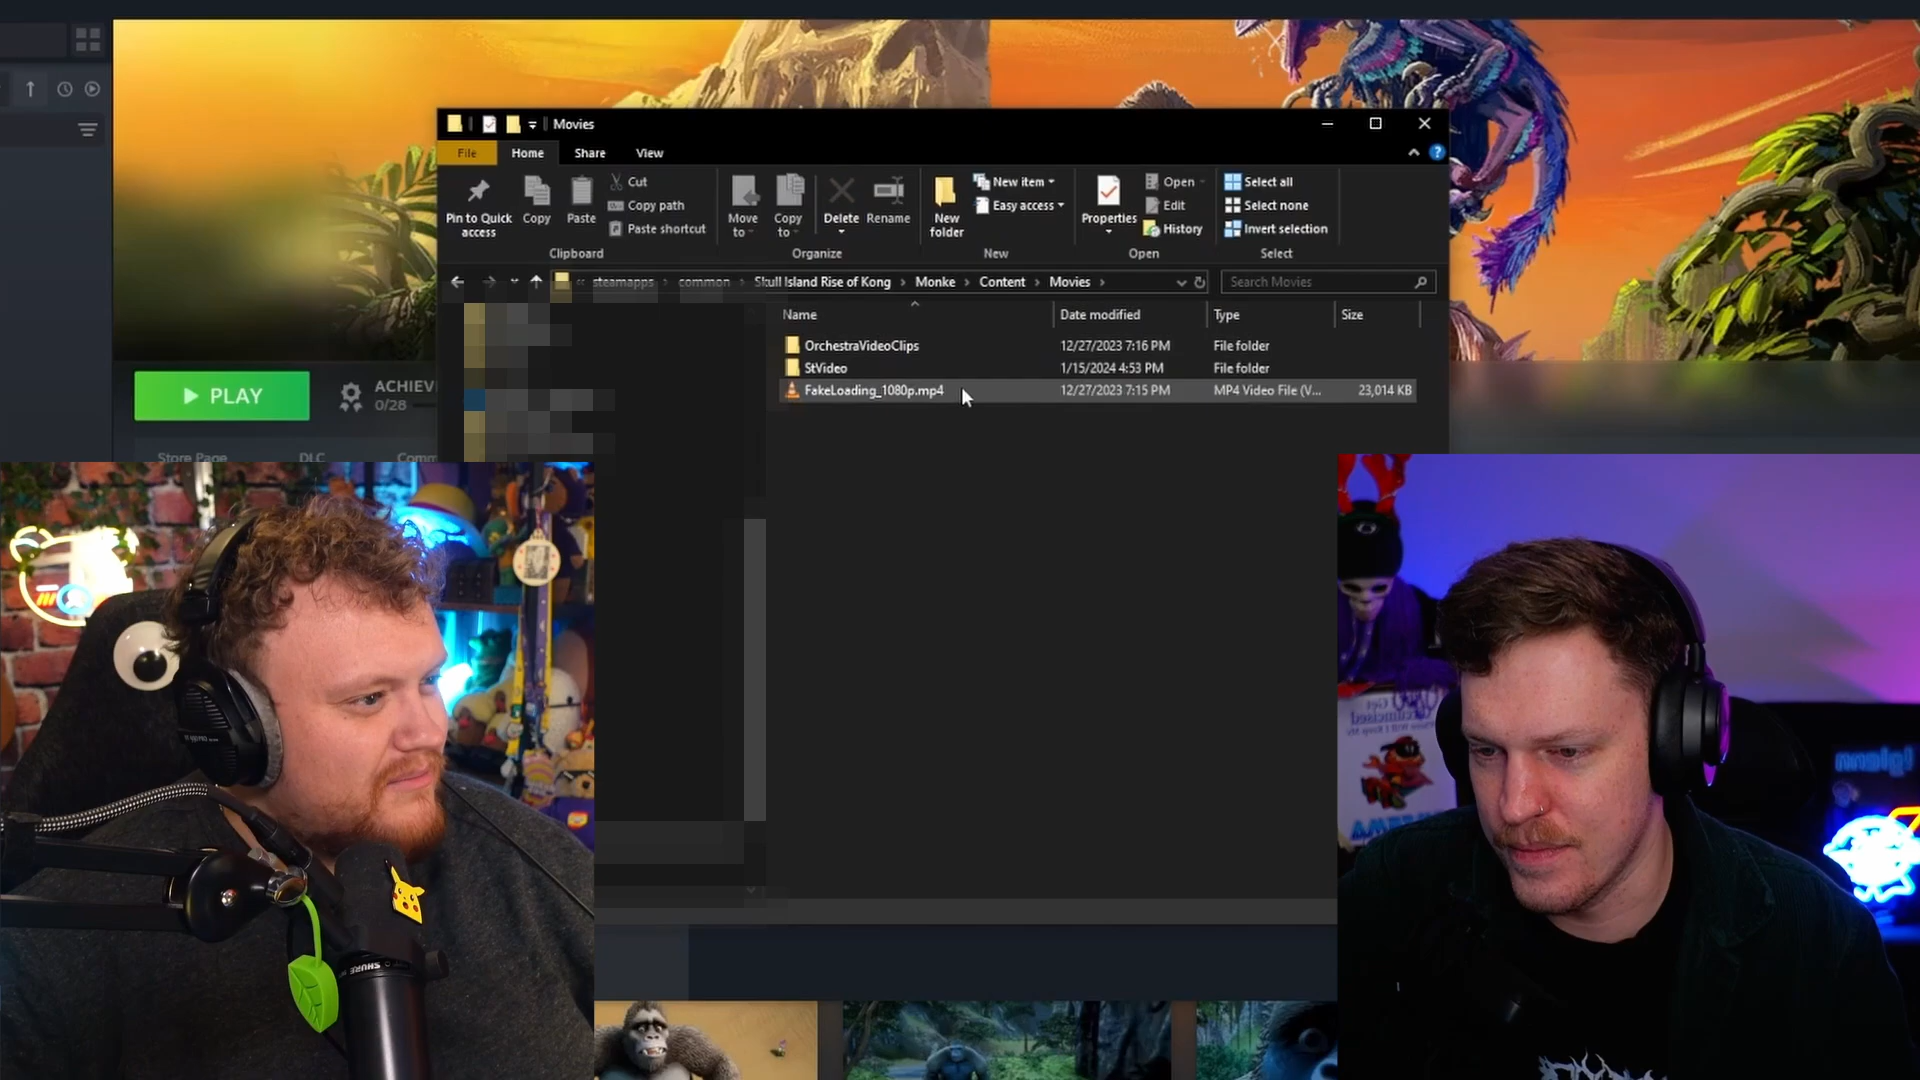 Movies
File
Home
Share
View
Pin to Quick
access
Copy
Paste
Cut
Copy path
Paste shortcut
Move
to
Copy
to
Delete
Rename
New
folder
New item
Easy access
Properties
Open
Edit
History
Select all
Select none
Invert selection
Clipboard
Organize
New
Open
Select
« steamapps › common › Skull Island Rise of Kong › Monke › Content › Movies ›
Search Movies
Name
Date modified
Type
Size
OrchestraVideoClips
12/27/2023 7:16 PM
File folder
StVideo
1/15/2024 4:53 PM
File folder
FakeLoading_1080p.mp4
12/27/2023 7:15 PM
MP4 Video File (V...
23,014 KB
PLAY
ACHIEV
0/28
Store Page
DLC
Comm
SHURE